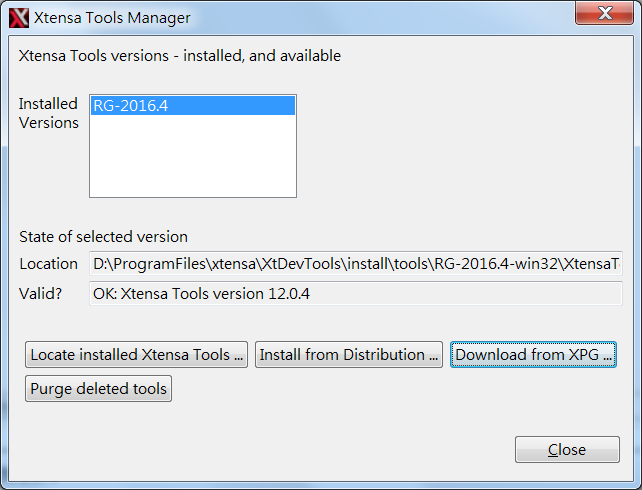 Xtensa Tools Manager
Xtensa Tools versions - installed, and available
Installed
Versions
RG-2016.4
State of selected version
Location
D:\ProgramFiles\xtensa\XtDevTools\install\tools\RG-2016.4-win32\XtensaT
Valid?
OK: Xtensa Tools version 12.0.4
Locate installed Xtensa Tools ...
Install from Distribution ...
Download from XPG ...
Purge deleted tools
Close